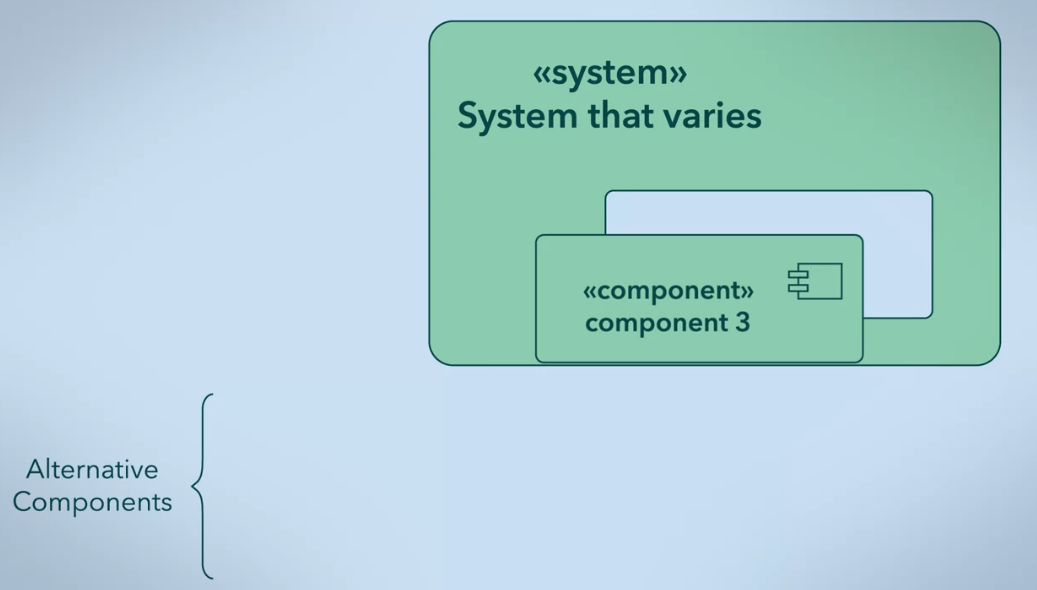 «system»
System that varies
«component»
component 3
Alternative
Components